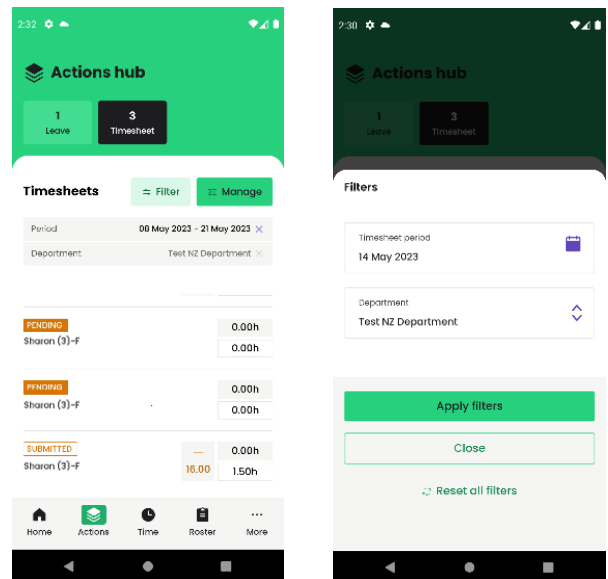 2:32
Actions hub
1
Leave
3
Timesheet
Timesheets
Filter
Manage
Period 08 May 2023 - 21 May 2023 ×
Department Test NZ Department ×
PENDING
Sharon (3)-F
0.00h
0.00h
PENDING
Sharon (3)-F
0.00h
0.00h
SUBMITTED
Sharon (3)-F
—
16.00
0.00h
1.50h
Home
Actions
Time
Roster
More
2:30
Actions hub
1
Leave
3
Timesheet
Filters
Timesheet period
14 May 2023
Department
Test NZ Department
Apply filters
Close
Reset all filters